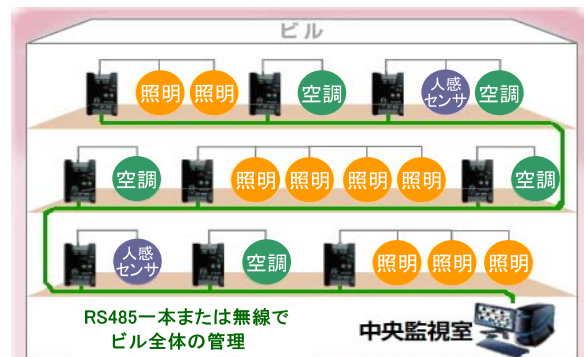 ビル
照明 照明 空調 人感センサ 空調
空調 照明 照明 照明 照明 空調
人感センサ 空調 照明 照明 照明
RS485一本または無線で
ビル全体の管理
中央監視室